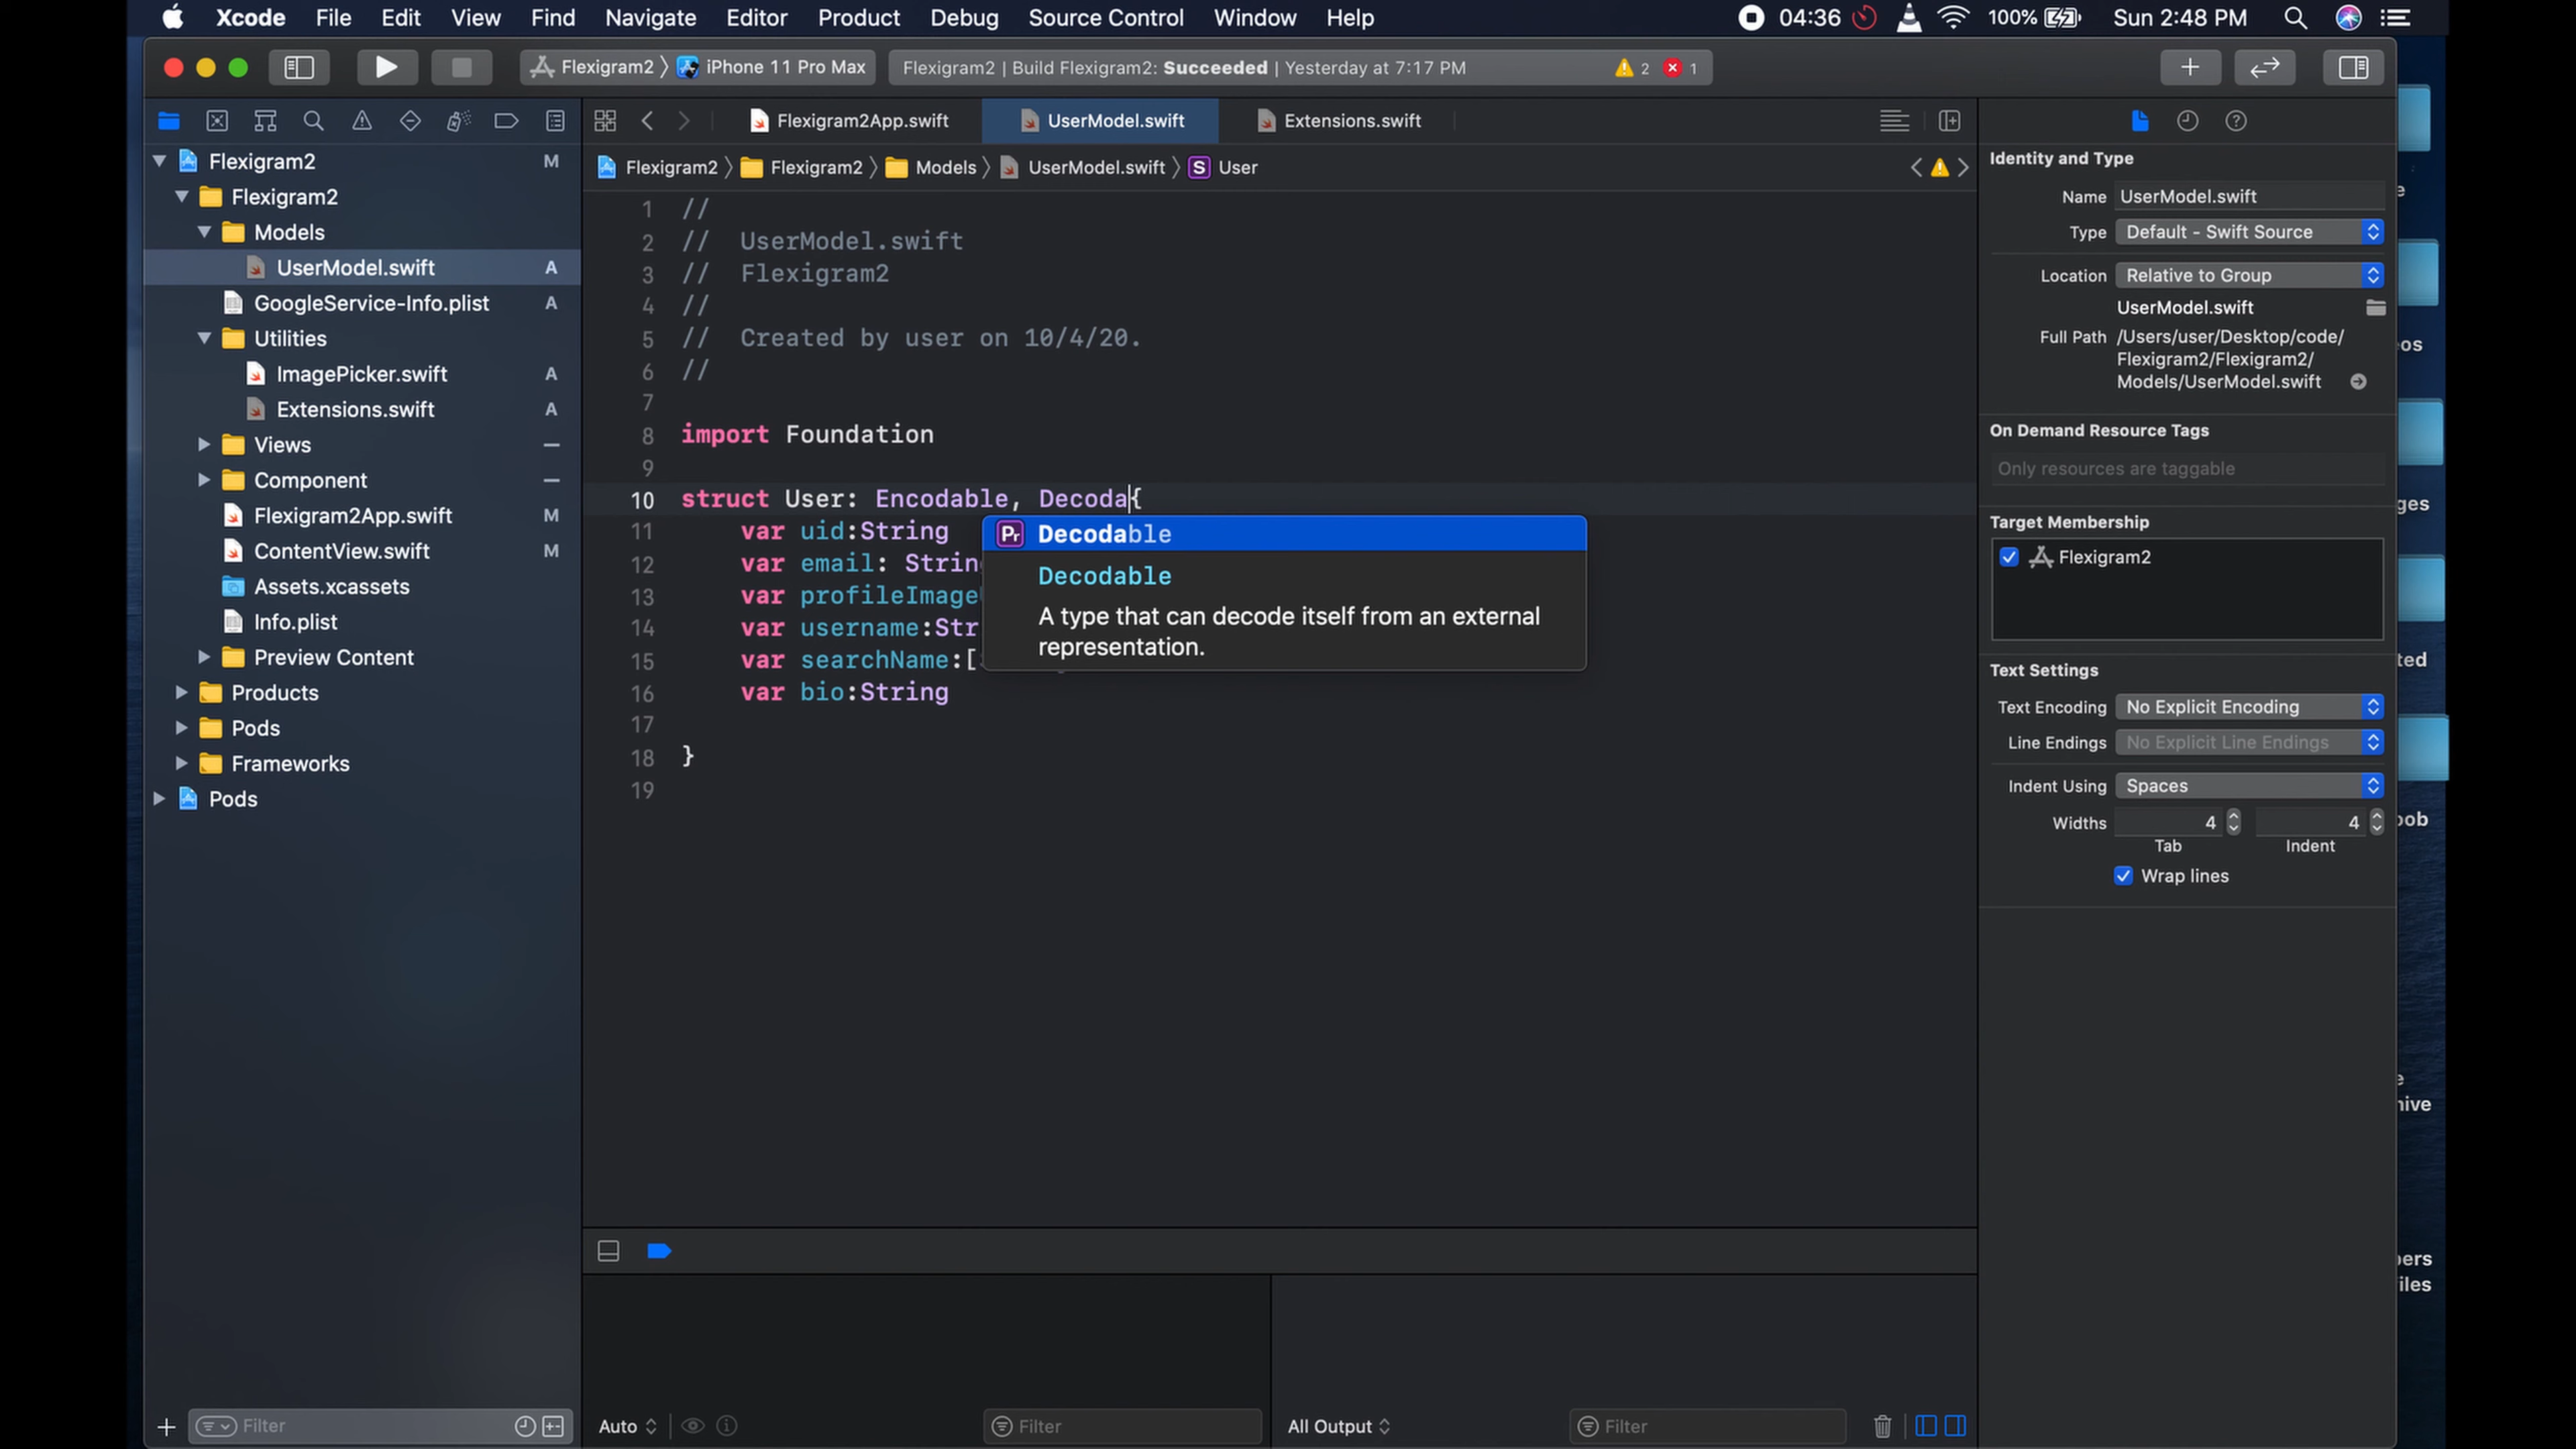 Xcode File Edit View Find Navigate Editor Product Debug Source Control Window Help 04:36 100% Sun 2:48 PM
Flexigram2 iPhone 11 Pro Max Flexigram2 | Build Flexigram2: Succeeded | Yesterday at 7:17 PM 2 1
Flexigram2 M
Flexigram2
Models
UserModel.swift A
GoogleService-Info.plist A
Utilities
ImagePicker.swift A
Extensions.swift A
Views
Component
Flexigram2App.swift M
ContentView.swift M
Assets.xcassets
Info.plist
Preview Content
Products
Pods
Frameworks
Pods
Filter
Flexigram2App.swift UserModel.swift Extensions.swift
Flexigram2 Flexigram2 Models UserModel.swift S User
1 //
2 // UserModel.swift
3 // Flexigram2
4 //
5 // Created by user on 10/4/20.
6 //
7
8 import Foundation
9
10 struct User: Encodable, Decoda{
11 var uid:String
12 var email: String
13 var profileImage
14 var username:Str
15 var searchName:[
16 var bio:String
17
18 }
19
Pr Decodable
Decodable
A type that can decode itself from an external
representation.
Auto Filter All Output Filter
Identity and Type
Name UserModel.swift
Type Default - Swift Source
Location Relative to Group
UserModel.swift
Full Path /Users/user/Desktop/code/
Flexigram2/Flexigram2/
Models/UserModel.swift
On Demand Resource Tags
Only resources are taggable
Target Membership
Flexigram2
Text Settings
Text Encoding No Explicit Encoding
Line Endings No Explicit Line Endings
Indent Using Spaces
Widths 4 4
Tab Indent
Wrap lines